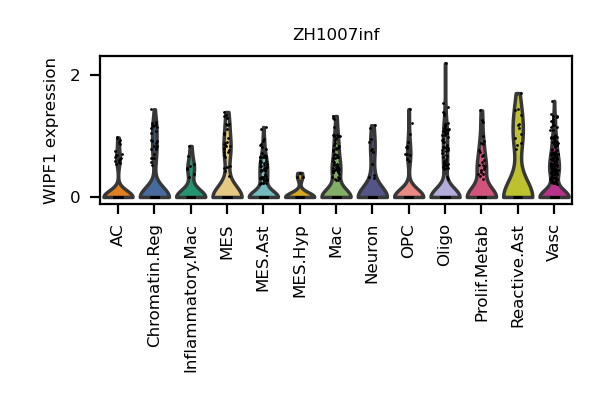 ZH1007inf
WIPF1 expression
2
0
AC
Chromatin.Reg
Inflammatory.Mac
MES
MES.Ast
MES.Hyp
Mac
Neuron
OPC
Oligo
Prolif.Metab
Reactive.Ast
Vasc